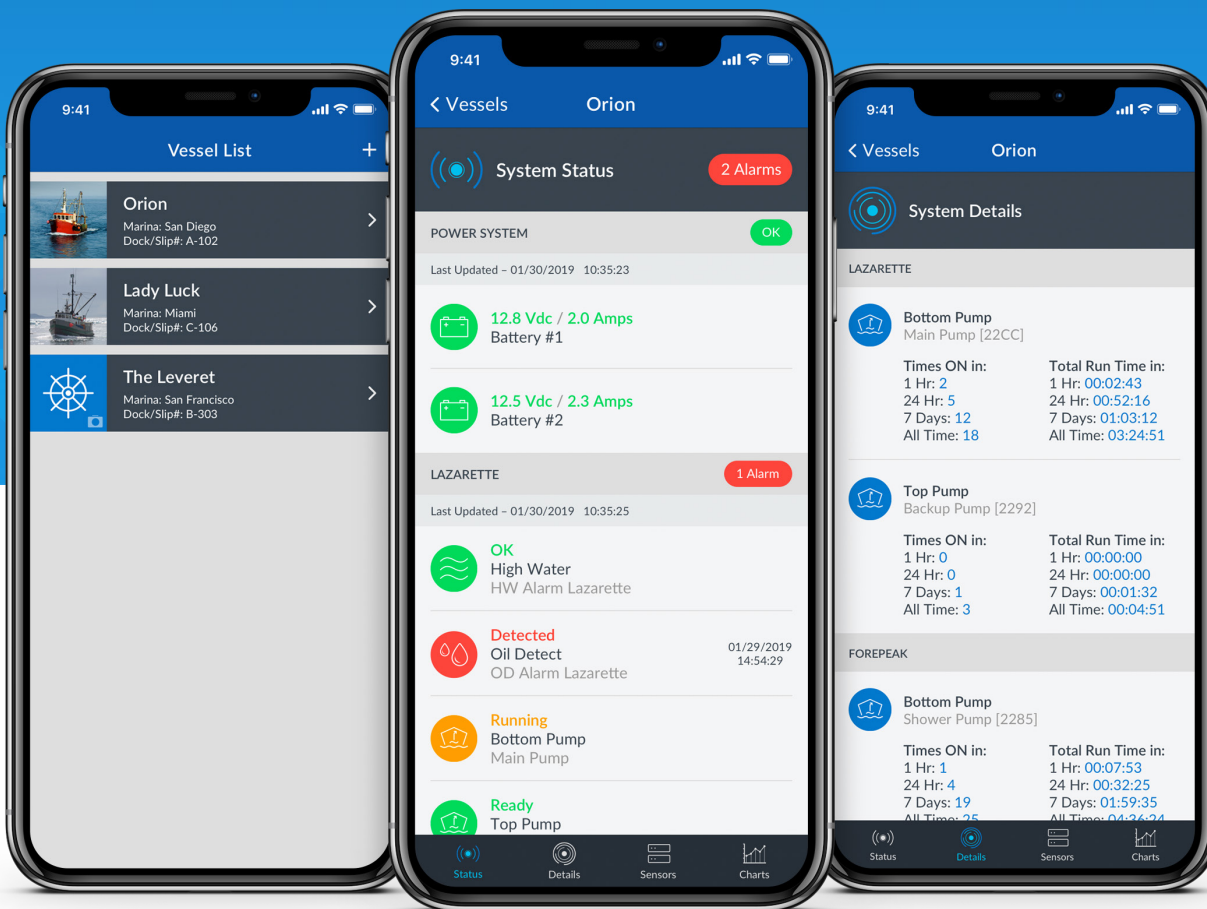 9:41
Vessel List
+
Orion
Marina: San Diego
Dock/Slip#: A-102
Lady Luck
Marina: Miami
Dock/Slip#: C-106
The Leveret
Marina: San Francisco
Dock/Slip#: B-303
9:41
Vessels
Orion
System Status
2 Alarms
POWER SYSTEM
OK
Last Updated – 01/30/2019 10:35:23
12.8 Vdc / 2.0 Amps
Battery #1
12.5 Vdc / 2.3 Amps
Battery #2
LAZARETTE
1 Alarm
Last Updated – 01/30/2019 10:35:25
OK
High Water
HW Alarm Lazarette
Detected
Oil Detect
OD Alarm Lazarette
01/29/2019
14:54:29
Running
Bottom Pump
Main Pump
Ready
Top Pump
Status
Details
Sensors
Charts
9:41
Vessels
Orion
System Details
LAZARETTE
Bottom Pump
Main Pump [22CC]
Times ON in:
1 Hr: 2
24 Hr: 5
7 Days: 12
All Time: 18
Total Run Time in:
1 Hr: 00:02:43
24 Hr: 00:52:16
7 Days: 01:03:12
All Time: 03:24:51
Top Pump
Backup Pump [2292]
Times ON in:
1 Hr: 0
24 Hr: 0
7 Days: 1
All Time: 3
Total Run Time in:
1 Hr: 00:00:00
24 Hr: 00:00:00
7 Days: 00:01:32
All Time: 00:04:51
FOREPEAK
Bottom Pump
Shower Pump [2285]
Times ON in:
1 Hr: 1
24 Hr: 4
7 Days: 19
All Time: 25
Total Run Time in:
1 Hr: 00:07:53
24 Hr: 00:32:25
7 Days: 01:59:35
All Time: 04:36:24
Status
Details
Sensors
Charts